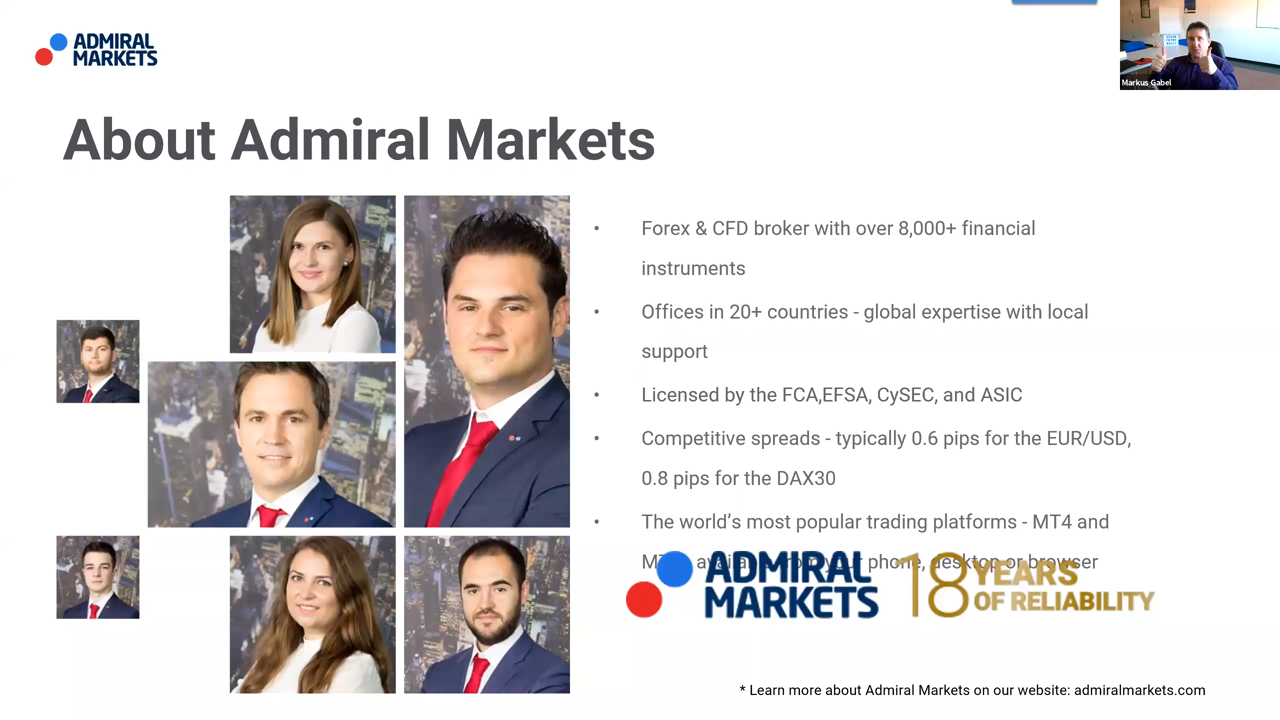 ADMIRAL
MARKETS
Markus Gabel
About Admiral Markets
• Forex & CFD broker with over 8,000+ financial
instruments
• Offices in 20+ countries - global expertise with local
support
• Licensed by the FCA,EFSA, CySEC, and ASIC
• Competitive spreads - typically 0.6 pips for the EUR/USD,
0.8 pips for the DAX30
• The world’s most popular trading platforms - MT4 and
phone, desktop or browser
ADMIRAL
MARKETS
18 YEARS
OF RELIABILITY
* Learn more about Admiral Markets on our website: admiralmarkets.com